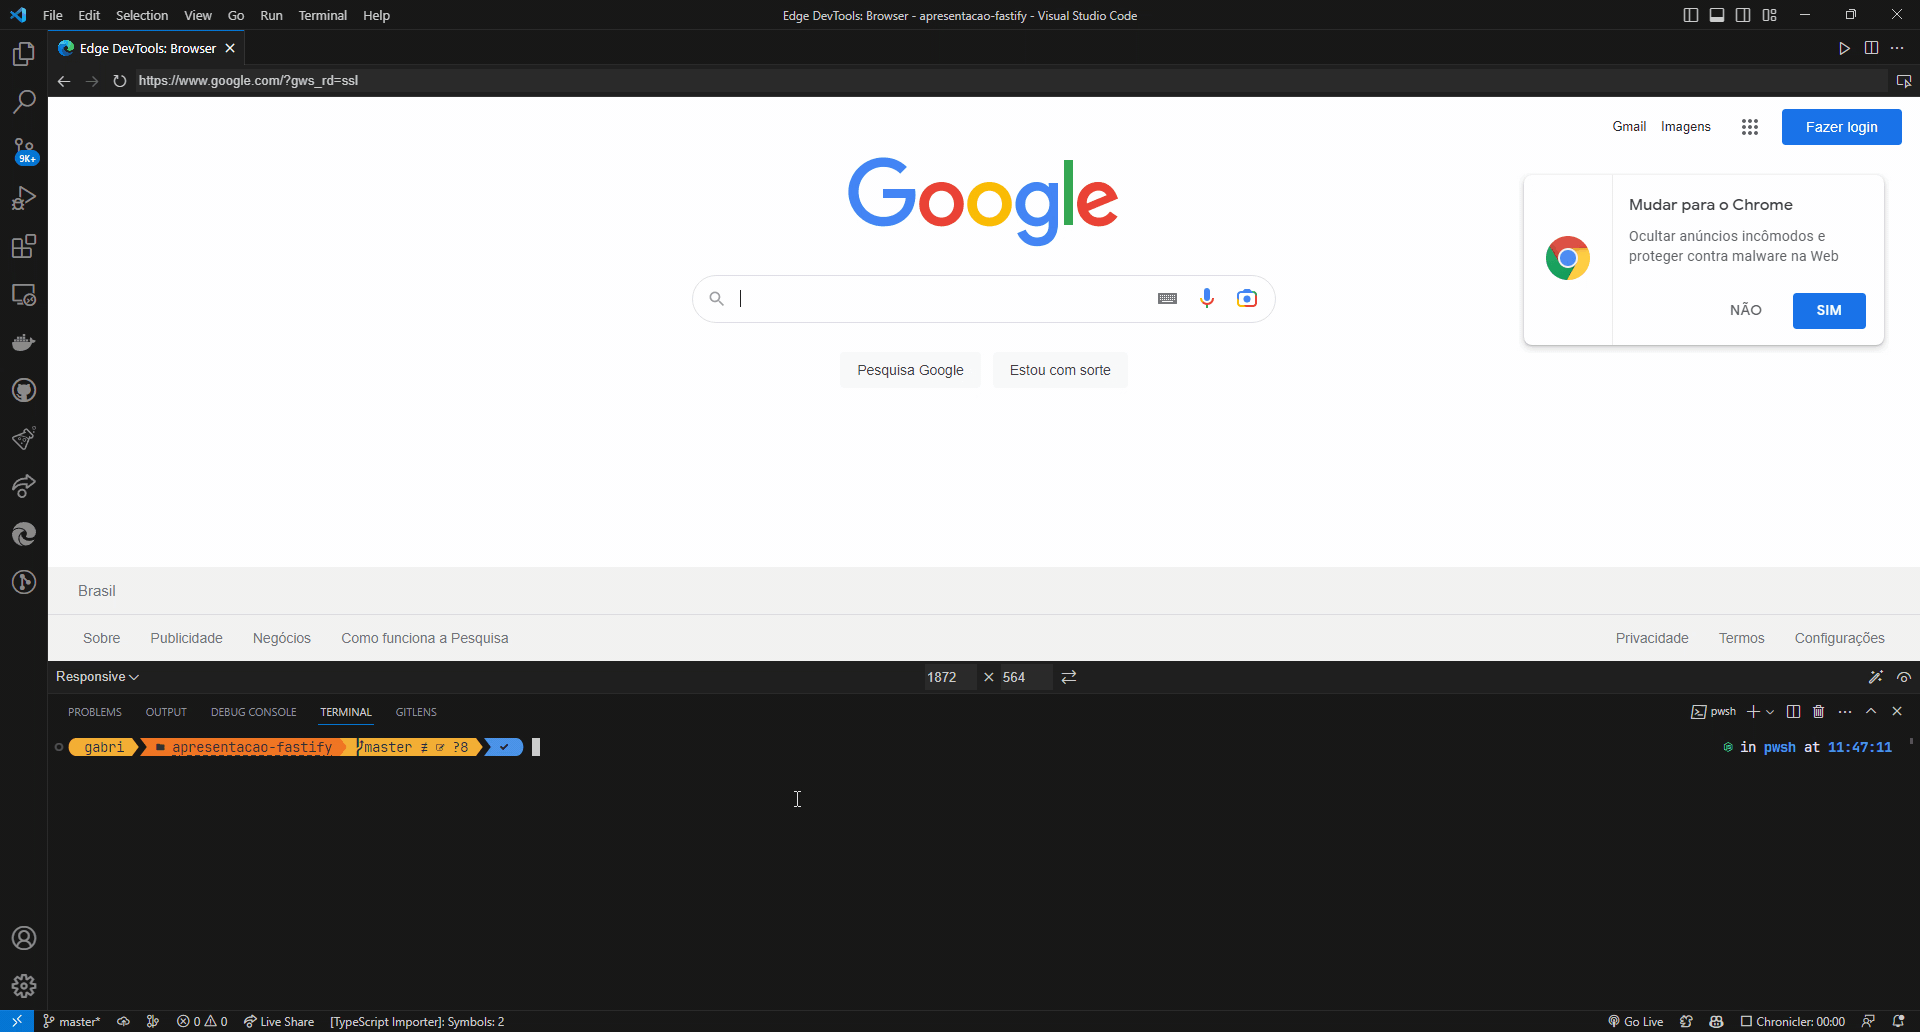 File Edit Selection View Go Run Terminal Help
Edge DevTools: Browser - apresentacao-fastify - Visual Studio Code
Edge DevTools: Browser
https://www.google.com/?gws_rd=ssl
9K+
Gmail Imagens Fazer login
Google
Mudar para o Chrome
Ocultar anúncios incômodos e
proteger contra malware na Web
NÃO SIM
Pesquisa Google Estou com sorte
Brasil
Sobre Publicidade Negócios Como funciona a Pesquisa Privacidade Termos Configurações
Responsive 1872 × 564
PROBLEMS OUTPUT DEBUG CONSOLE TERMINAL GITLENS pwsh
gabri apresentacao-fastify master ≢ ?8 in pwsh at 11:47:11
master* 0 0 Live Share [TypeScript Importer]: Symbols: 2 Go Live Chronicler: 00:00